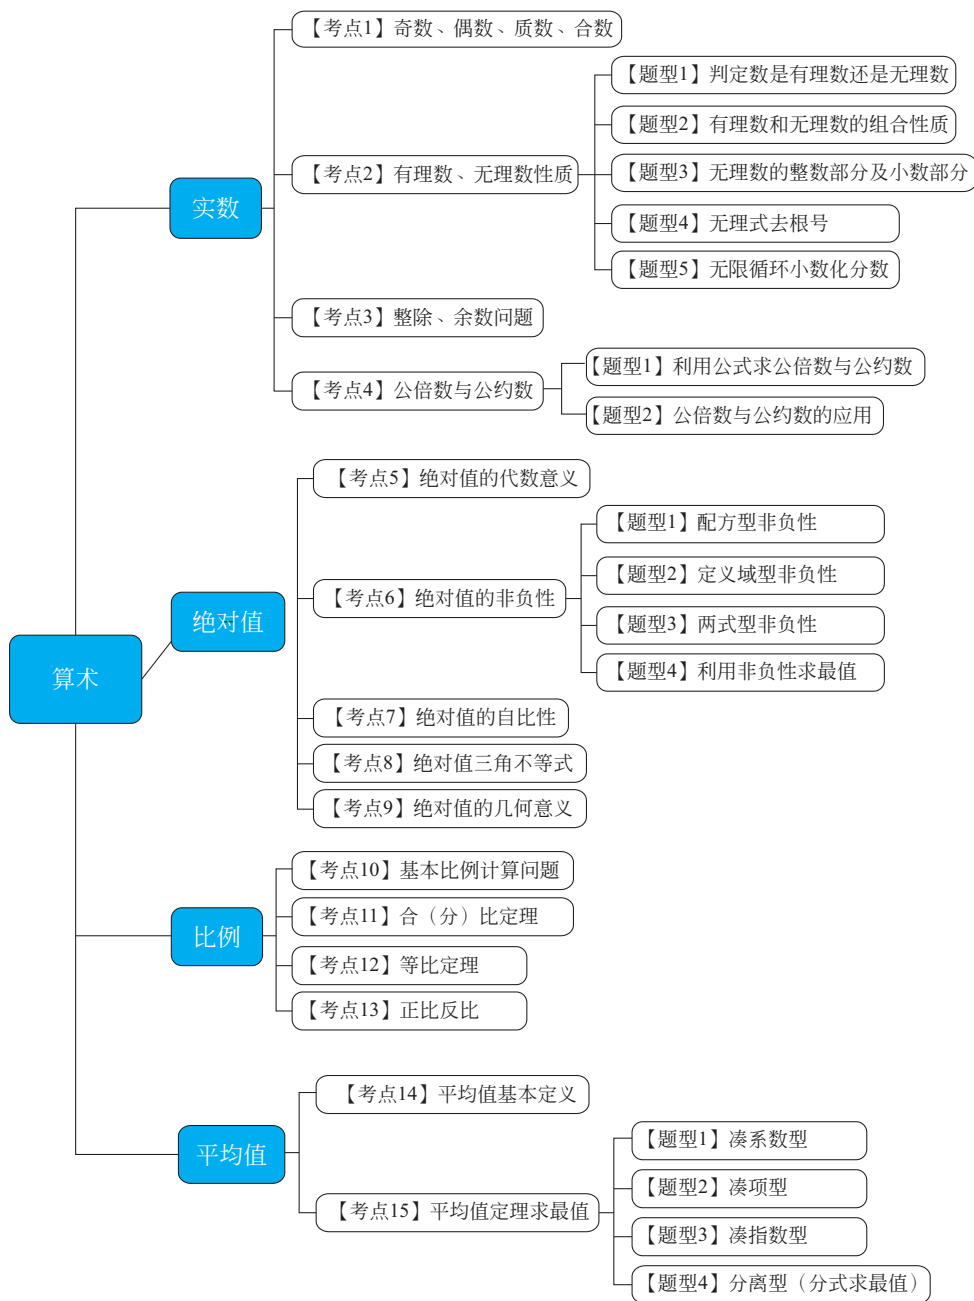 算术
实数
【考点1】奇数、偶数、质数、合数
【考点2】有理数、无理数性质
【题型1】判定数是有理数还是无理数
【题型2】有理数和无理数的组合性质
【题型3】无理数的整数部分及小数部分
【题型4】无理式去根号
【题型5】无限循环小数化分数
【考点3】整除、余数问题
【考点4】公倍数与公约数
【题型1】利用公式求公倍数与公约数
【题型2】公倍数与公约数的应用
绝对值
【考点5】绝对值的代数意义
【考点6】绝对值的非负性
【题型1】配方型非负性
【题型2】定义域型非负性
【题型3】两式型非负性
【题型4】利用非负性求最值
【考点7】绝对值的自比性
【考点8】绝对值三角不等式
【考点9】绝对值的几何意义
比例
【考点10】基本比例计算问题
【考点11】合（分）比定理
【考点12】等比定理
【考点13】正比反比
平均值
【考点14】平均值基本定义
【考点15】平均值定理求最值
【题型1】凑系数型
【题型2】凑项型
【题型3】凑指数型
【题型4】分离型（分式求最值）